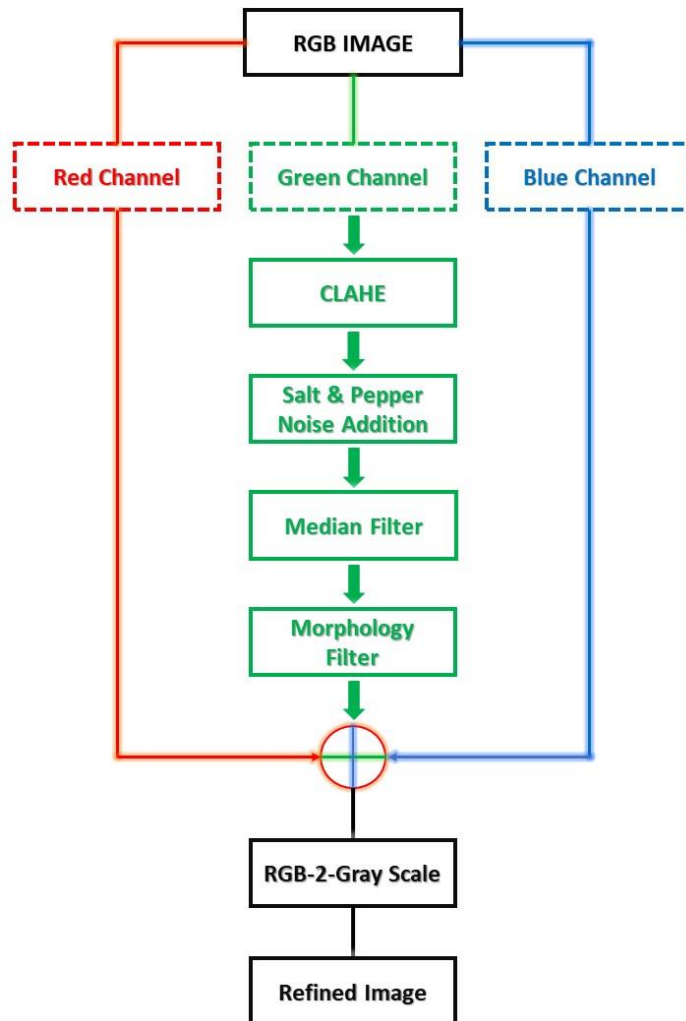 RGB IMAGE
Red Channel
Green Channel
Blue Channel
CLAHE
Salt & Pepper
Noise Addition
Median Filter
Morphology
Filter
RGB-2-Gray Scale
Refined Image